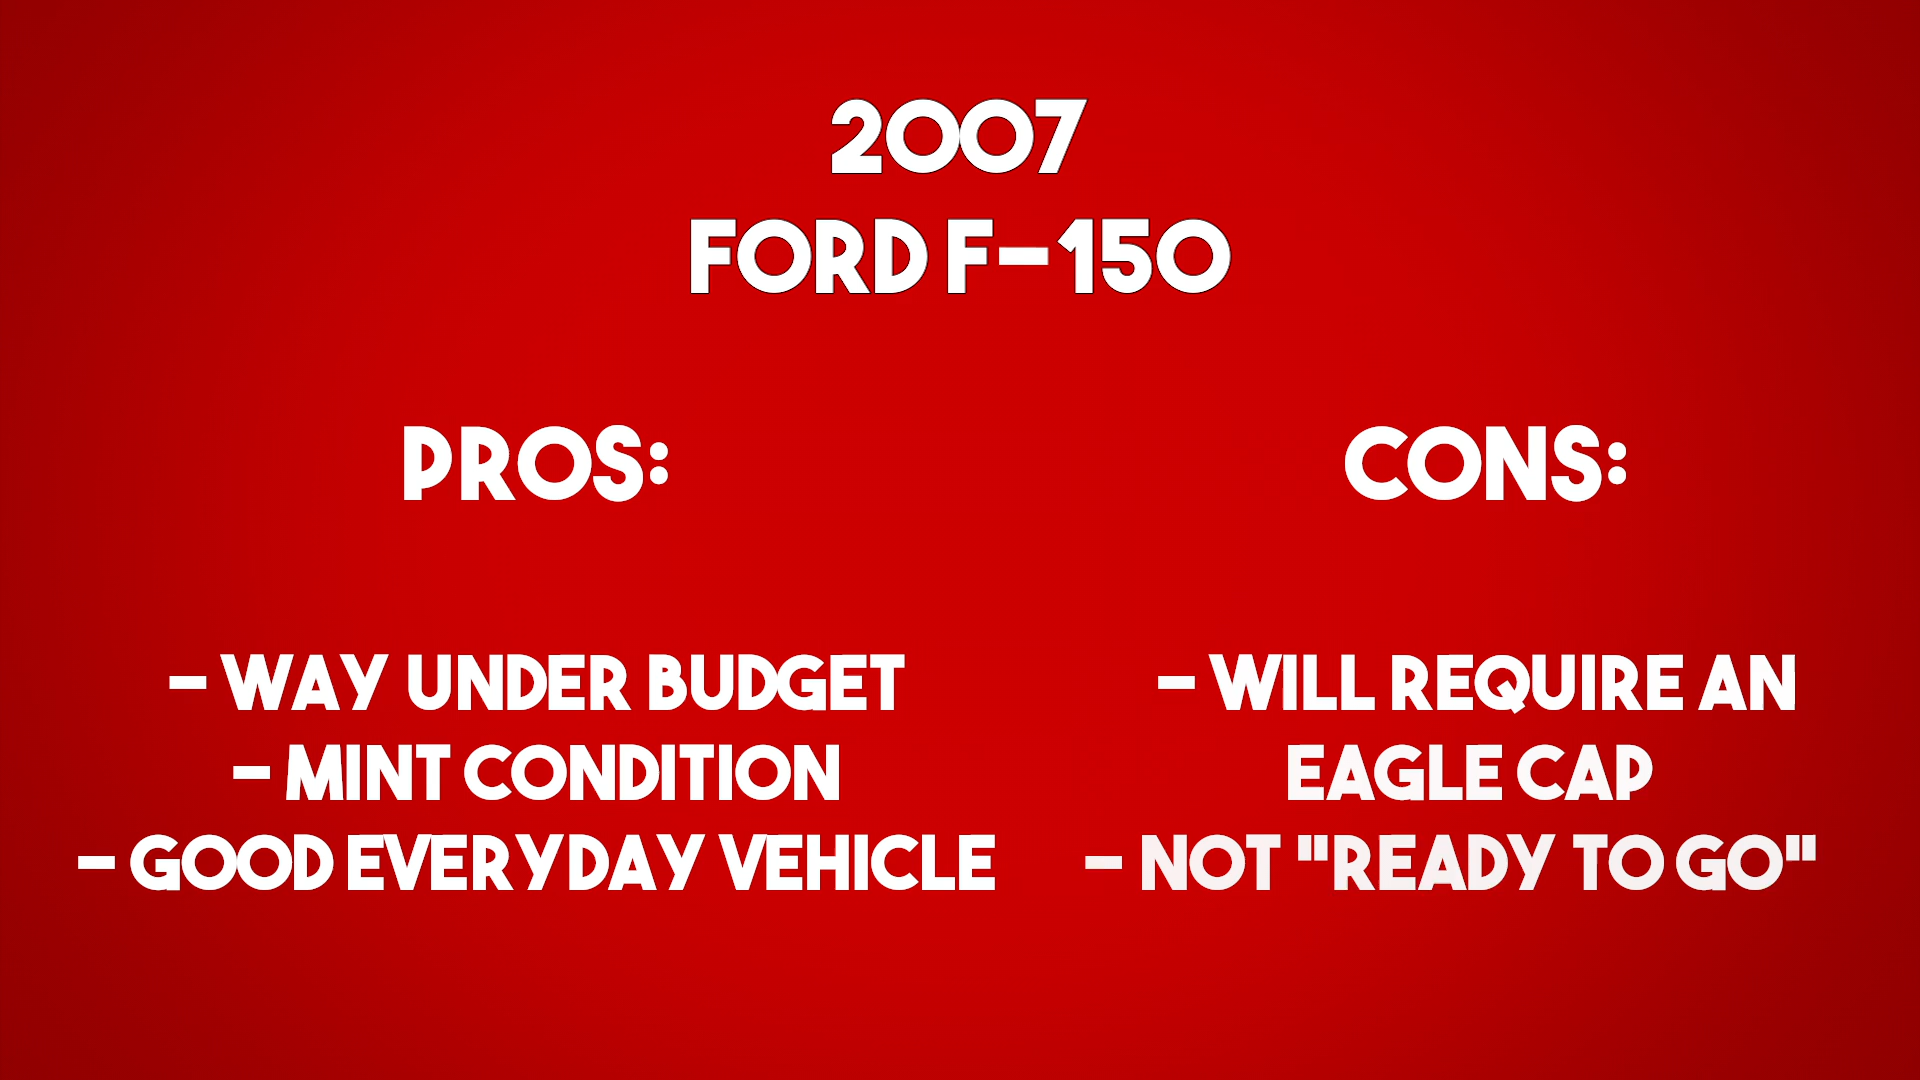 2007
FORD F-150
PROS:
CONS:
- WAY UNDER BUDGET
- MINT CONDITION
- GOOD EVERYDAY VEHICLE
- WILL REQUIRE AN
EAGLE CAP
- NOT "READY TO GO"